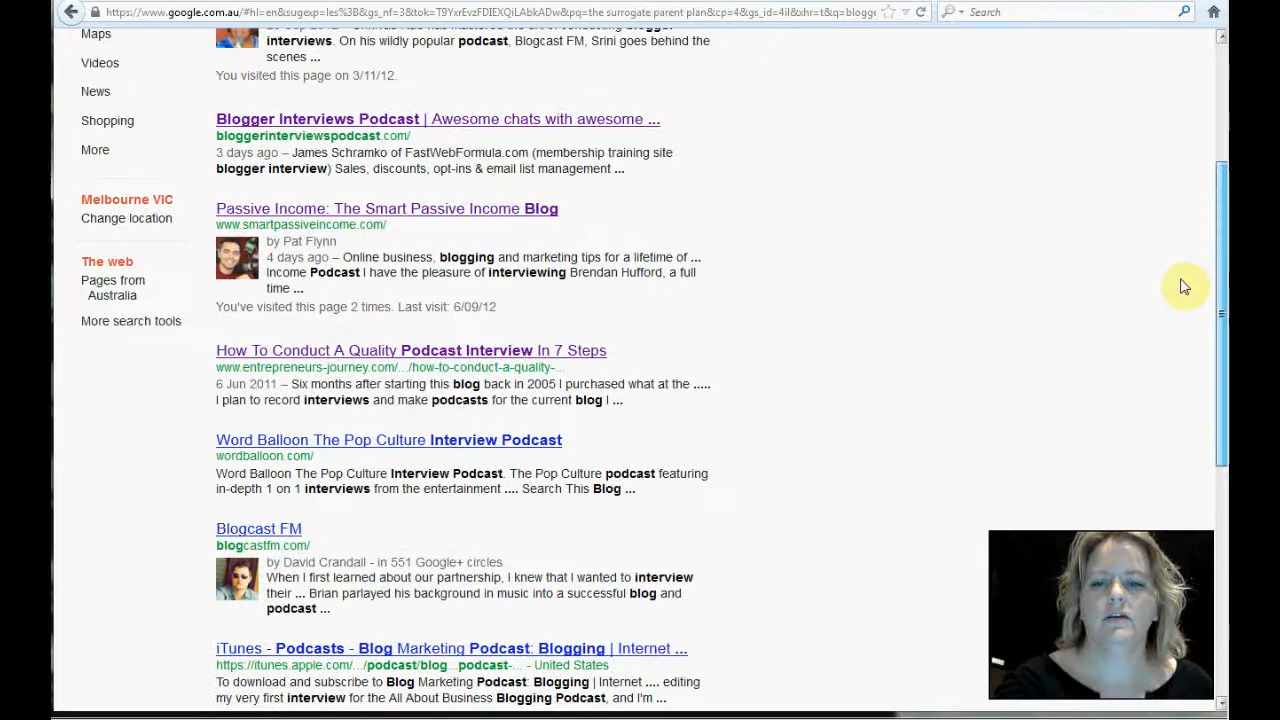 https://www.google.com.au/#hl=en&sugexp=les%3B&gs_nf=3&tok=T9YxrEvzFDIEXQiLAbkADw&pq=the surrogate parent plan&cp=4&gs_id=4il&xhr=t&q=blogge
Search
Maps
Videos
News
Shopping
More
Melbourne VIC
Change location
The web
Pages from
Australia
More search tools
interviews. On his wildly popular podcast, Blogcast FM, Srini goes behind the
scenes ...
You visited this page on 3/11/12.
Blogger Interviews Podcast | Awesome chats with awesome ...
bloggerinterviewspodcast.com/
3 days ago – James Schramko of FastWebFormula.com (membership training site
blogger interview) Sales, discounts, opt-ins & email list management ...
Passive Income: The Smart Passive Income Blog
www.smartpassiveincome.com/
by Pat Flynn
4 days ago – Online business, blogging and marketing tips for a lifetime of ...
Income Podcast I have the pleasure of interviewing Brendan Hufford, a full
time ...
You've visited this page 2 times. Last visit: 6/09/12
How To Conduct A Quality Podcast Interview In 7 Steps
www.entrepreneurs-journey.com/.../how-to-conduct-a-quality-...
6 Jun 2011 – Six months after starting this blog back in 2005 I purchased what at the .....
I plan to record interviews and make podcasts for the current blog I ...
Word Balloon The Pop Culture Interview Podcast
wordballoon.com/
Word Balloon The Pop Culture Interview Podcast. The Pop Culture podcast featuring
in-depth 1 on 1 interviews from the entertainment .... Search This Blog ...
Blogcast FM
blogcastfm.com/
by David Crandall - in 551 Google+ circles
When I first learned about our partnership, I knew that I wanted to interview
their ... Brian parlayed his background in music into a successful blog and
podcast ...
iTunes - Podcasts - Blog Marketing Podcast: Blogging | Internet ...
https://itunes.apple.com/.../podcast/blog...podcast-... - United States
To download and subscribe to Blog Marketing Podcast: Blogging | Internet .... editing
my very first interview for the All About Business Blogging Podcast, and I'm ...